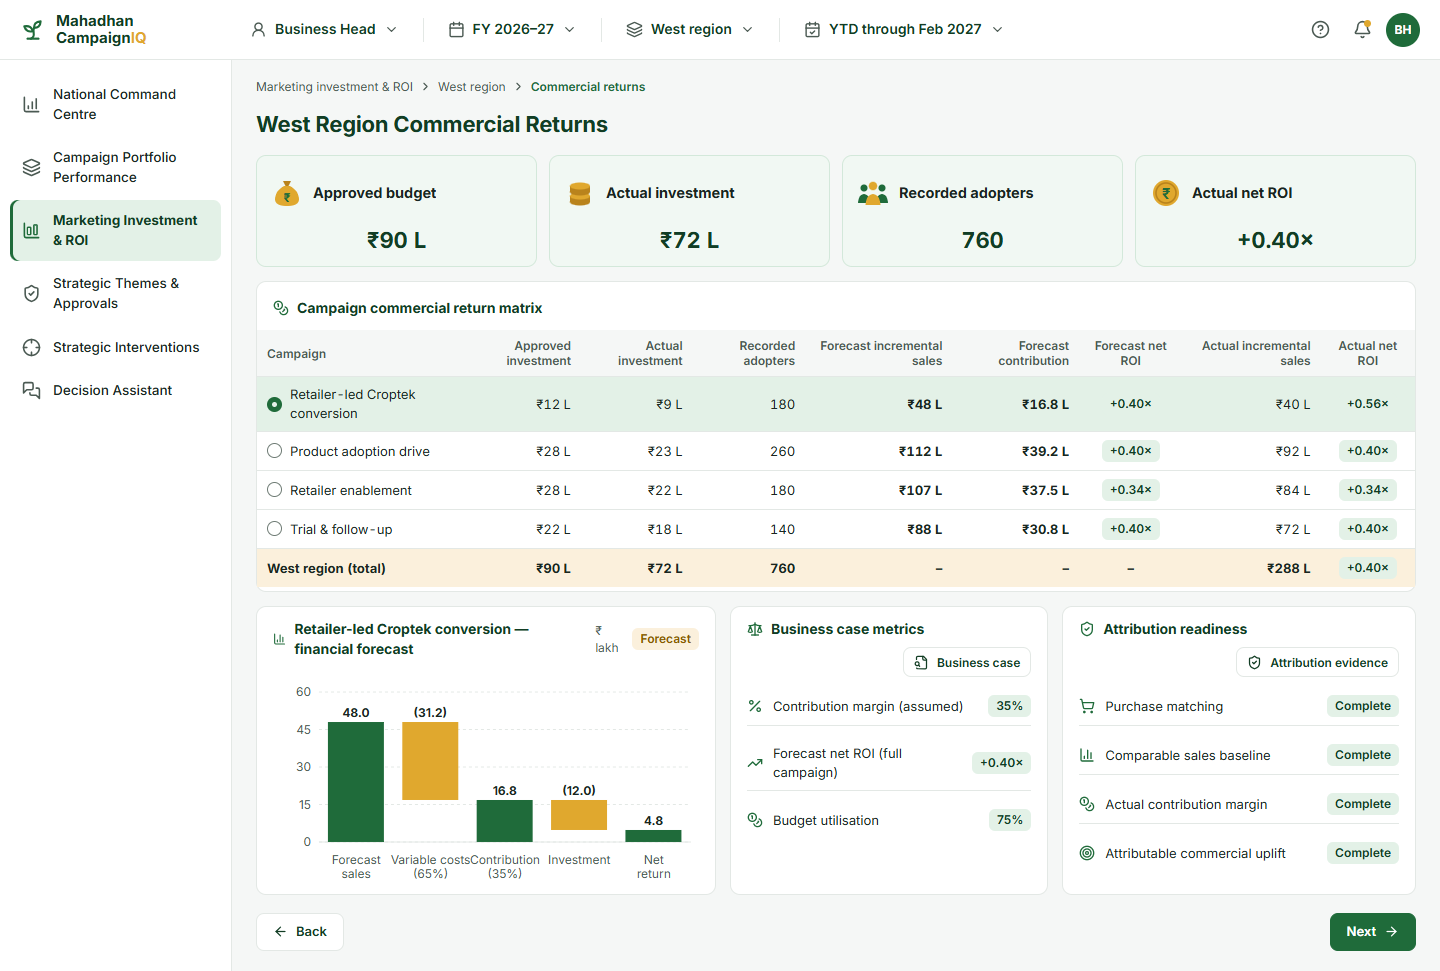 Mahadhan
CampaignIQ
Business Head
FY 2026–27
West region
YTD through Feb 2027
BH
National Command
Centre
Campaign Portfolio
Performance
Marketing Investment
& ROI
Strategic Themes &
Approvals
Strategic Interventions
Decision Assistant
Marketing investment & ROI > West region > Commercial returns
West Region Commercial Returns
Approved budget
₹90 L
Actual investment
₹72 L
Recorded adopters
760
Actual net ROI
+0.40×
Campaign commercial return matrix
Campaign
Approved
investment
Actual
investment
Recorded
adopters
Forecast incremental
sales
Forecast
contribution
Forecast net
ROI
Actual incremental
sales
Actual net
ROI
Retailer-led Croptek
conversion
₹12 L ₹9 L 180 ₹48 L ₹16.8 L +0.40× ₹40 L +0.56×
Product adoption drive ₹28 L ₹23 L 260 ₹112 L ₹39.2 L +0.40× ₹92 L +0.40×
Retailer enablement ₹28 L ₹22 L 180 ₹107 L ₹37.5 L +0.34× ₹84 L +0.34×
Trial & follow-up ₹22 L ₹18 L 140 ₹88 L ₹30.8 L +0.40× ₹72 L +0.40×
West region (total) ₹90 L ₹72 L 760 – – – ₹288 L +0.40×
Retailer-led Croptek conversion —
financial forecast
₹
lakh
Forecast
60
45
30
15
0
48.0
(31.2)
16.8
(12.0)
4.8
Forecast
sales
Variable costs
(65%)
Contribution
(35%)
Investment
Net
return
Business case metrics
Business case
Contribution margin (assumed) 35%
Forecast net ROI (full
campaign)
+0.40×
Budget utilisation 75%
Attribution readiness
Attribution evidence
Purchase matching Complete
Comparable sales baseline Complete
Actual contribution margin Complete
Attributable commercial uplift Complete
← Back
Next →